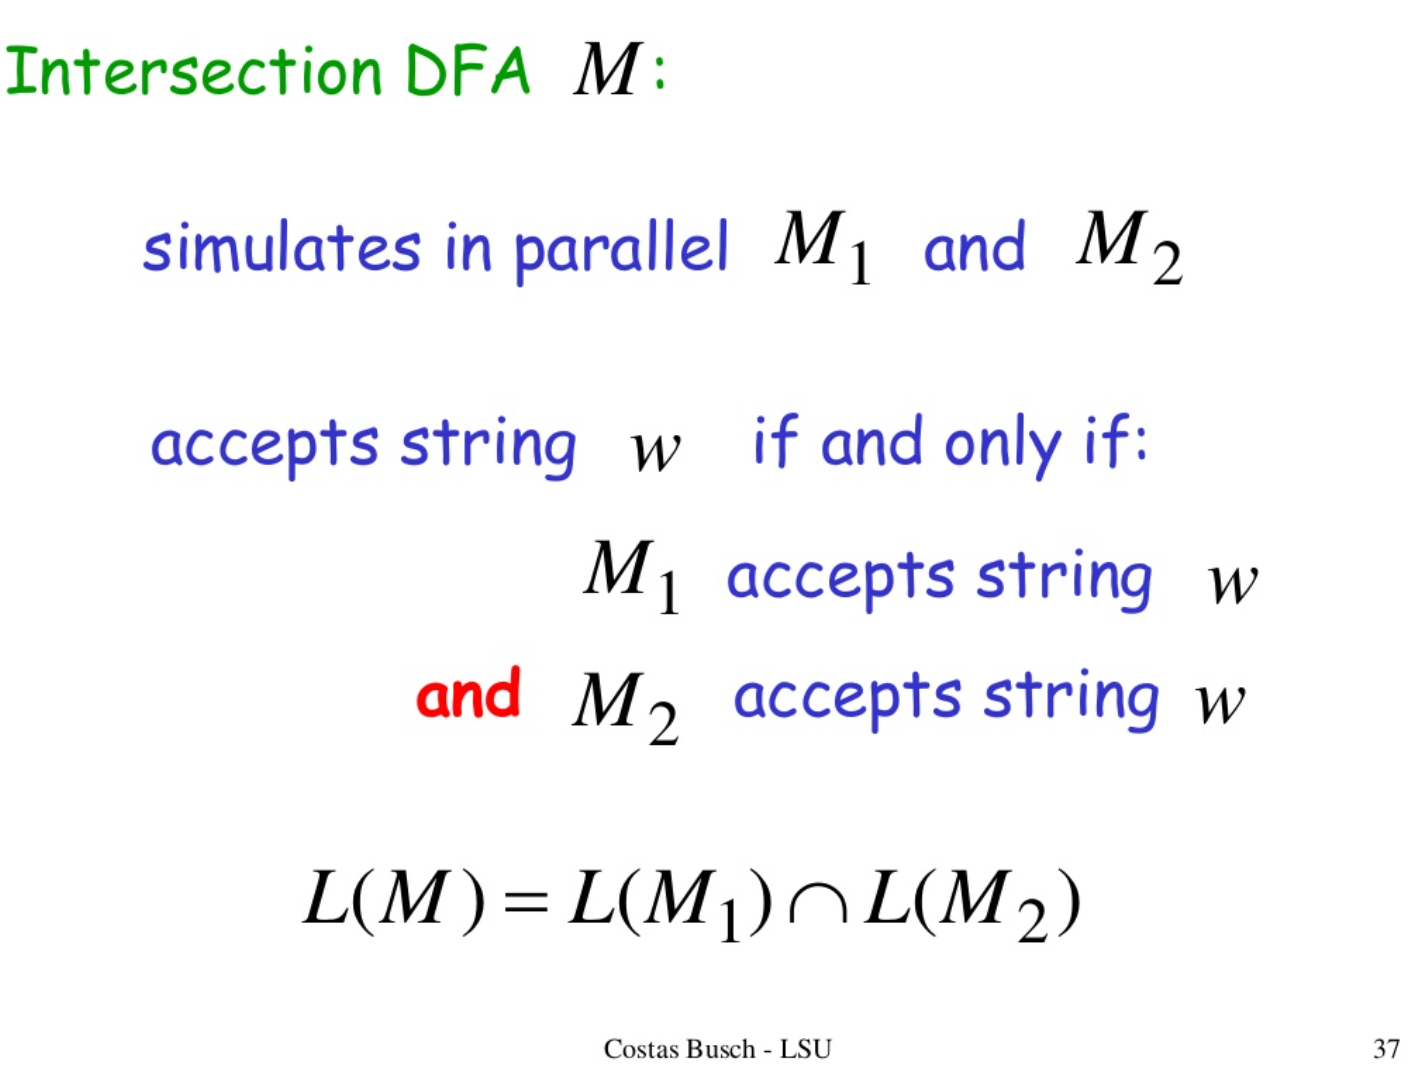 Intersection DFA M:
simulates in parallel M₁ and M₂
accepts string w if and only if:
M₁ accepts string w
and M₂ accepts string w
L(M) = L(M₁) ∩ L(M₂)
Costas Busch - LSU 37